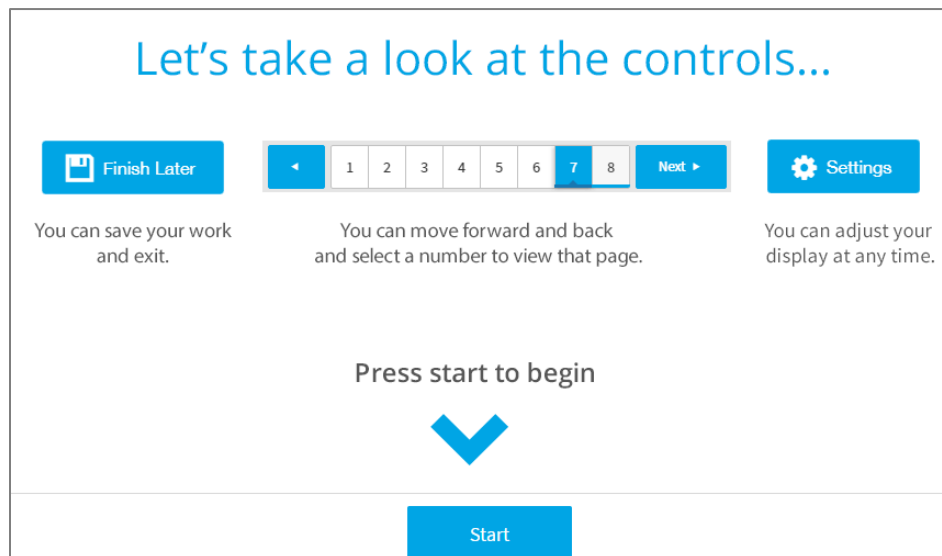 Let's take a look at the controls...
Finish Later
◄ 1 2 3 4 5 6 7 8 Next ►
Settings
You can save your work
and exit.
You can move forward and back
and select a number to view that page.
You can adjust your
display at any time.
Press start to begin
Start